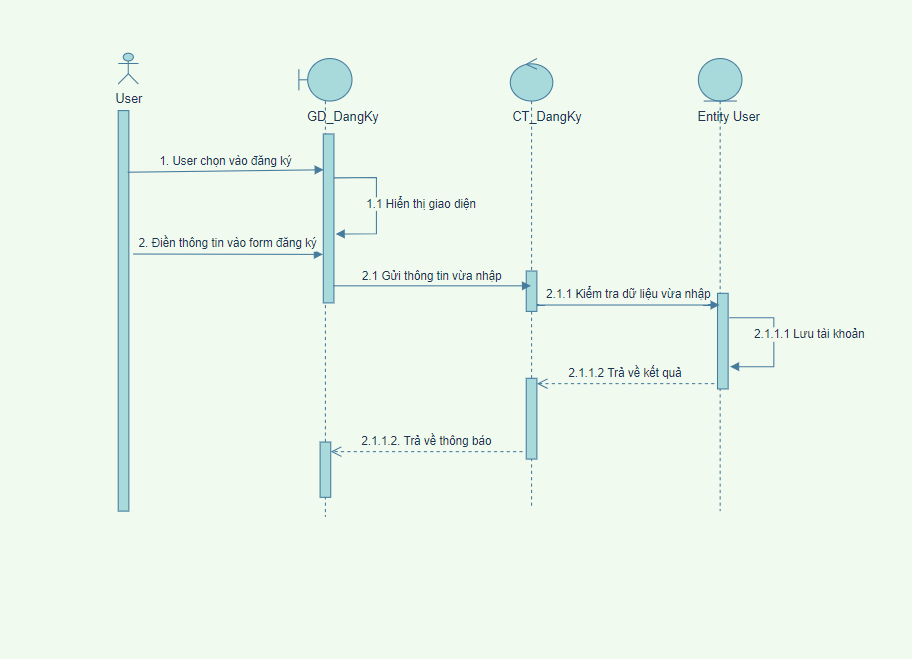 User
GD_DangKy
CT_DangKy
Entity User
1. User chọn vào đăng ký
1.1 Hiển thị giao diện
2. Điền thông tin vào form đăng ký
2.1 Gửi thông tin vừa nhập
2.1.1 Kiểm tra dữ liệu vừa nhập
2.1.1.1 Lưu tài khoản
2.1.1.2 Trả về kết quả
2.1.1.2. Trả về thông báo